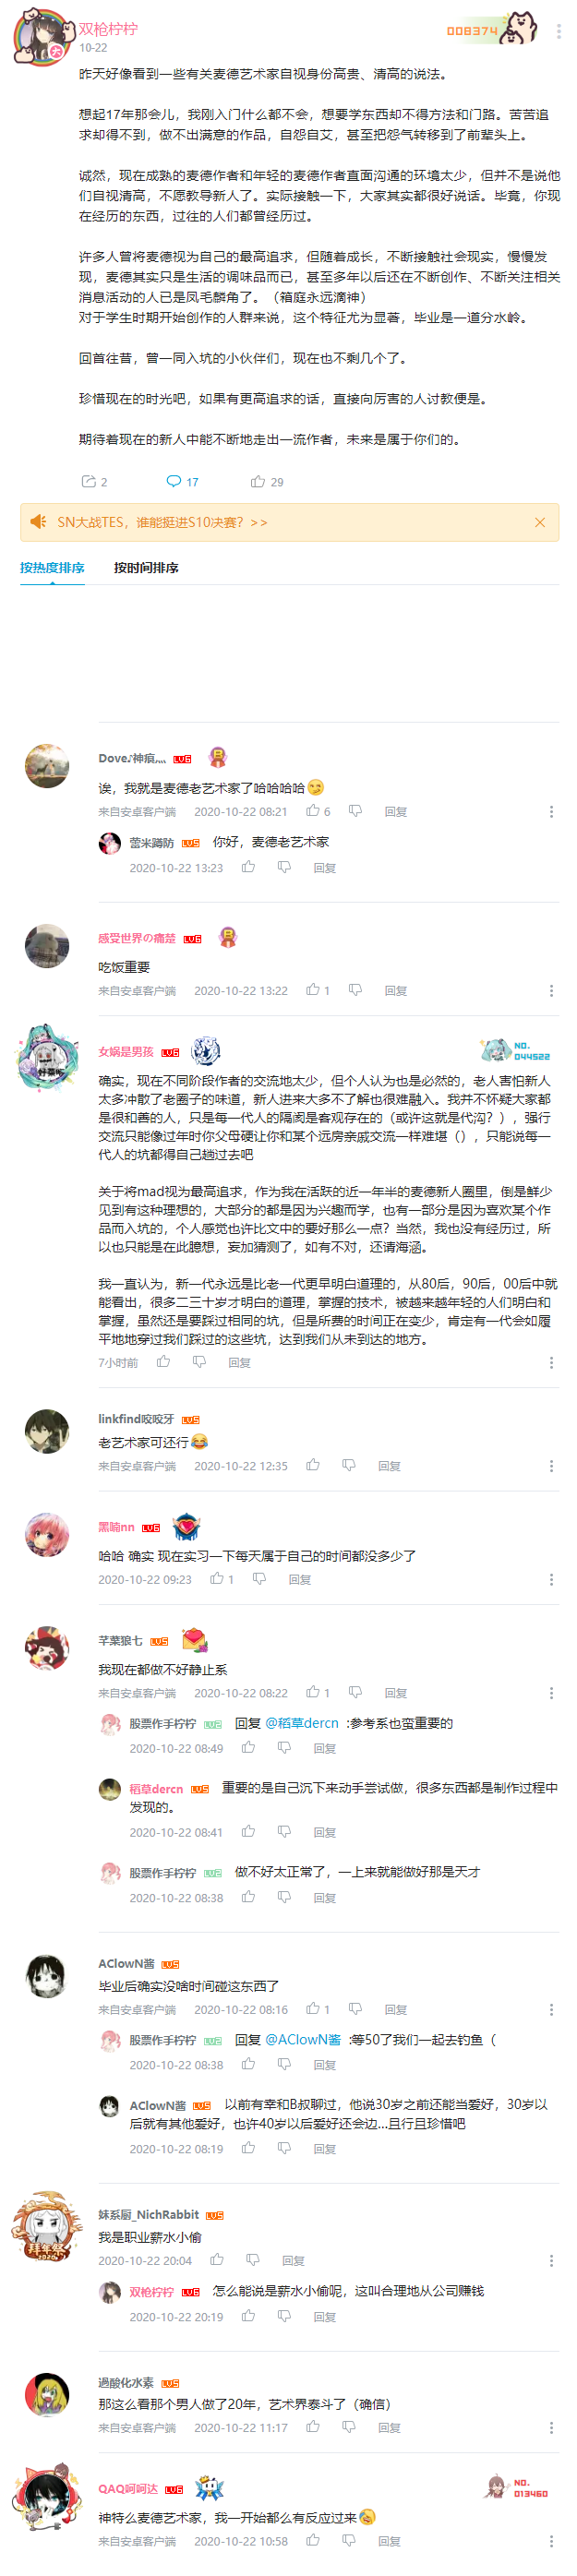 双枪柠柠
008374
10-22
昨天好像看到一些有关麦德艺术家自视身份高贵、清高的说法。
想起17年那会儿，我刚入门什么都不会，想要学东西却不得方法和门路。苦苦追
求却得不到，做不出满意的作品，自怨自艾，甚至把怨气转移到了前辈头上。
诚然，现在成熟的麦德作者和年轻的麦德作者直面沟通的环境太少，但并不是说他
们自视清高，不愿教导新人了。实际接触一下，大家其实都很好说话。毕竟，你现
在经历的东西，过往的人们都曾经历过。
许多人曾将麦德视为自己的最高追求，但随着成长，不断接触社会现实，慢慢发
现，麦德其实只是生活的调味品而已，甚至多年以后还在不断创作、不断关注相关
消息活动的人已是凤毛麟角了。（箱庭永远滴神）
对于学生时期开始创作的人群来说，这个特征尤为显著，毕业是一道分水岭。
回首往昔，曾一同入坑的小伙伴们，现在也不剩几个了。
珍惜现在的时光吧，如果有更高追求的话，直接向厉害的人讨教便是。
期待着现在的新人中能不断地走出一流作者，未来是属于你们的。
2 17 29
SN大战TES，谁能挺进S10决赛？>>
按热度排序 按时间排序
Dove♪神痕灬 LV6
诶，我就是麦德老艺术家了哈哈哈哈😏
来自安卓客户端 2020-10-22 08:21 6 回复
蕾米蹲防 LV5 你好，麦德老艺术家
2020-10-22 13:23 回复
感受世界の痛楚 LV6
吃饭重要
来自安卓客户端 2020-10-22 13:22 1 回复
女娲是男孩 LV6
NO.
044522
确实，现在不同阶段作者的交流地太少，但个人认为也是必然的，老人害怕新人
太多冲散了老圈子的味道，新人进来大多不了解也很难融入。我并不怀疑大家都
是很和善的人，只是每一代人的隔阂是客观存在的（或许这就是代沟？），强行
交流只能像过年时你父母硬让你和某个远房亲戚交流一样难堪（），只能说每一
代人的坑都得自己趟过去吧
关于将mad视为最高追求，作为我在活跃的近一年半的麦德新人圈里，倒是鲜少
见到有这种理想的，大部分的都是因为兴趣而学，也有一部分是因为喜欢某个作
品而入坑的，个人感觉也许比文中的要好那么一点？当然，我也没有经历过，所
以也只能是在此臆想，妄加猜测了，如有不对，还请海涵。
我一直认为，新一代永远是比老一代更早明白道理的，从80后，90后，00后中就
能看出，很多二三十岁才明白的道理，掌握的技术，被越来越年轻的人们明白和
掌握，虽然还是要踩过相同的坑，但是所费的时间正在变少，肯定有一代会如履
平地地穿过我们踩过的这些坑，达到我们从未到达的地方。
7小时前 回复
linkfind咬咬牙 LV5
老艺术家可还行😂
来自安卓客户端 2020-10-22 12:35 回复
黑喃nn LV6
哈哈 确实 现在实习一下每天属于自己的时间都没多少了
2020-10-22 09:23 1 回复
芊菜狼七 LV5
我现在都做不好静止系
来自安卓客户端 2020-10-22 08:22 1 回复
股票作手柠柠 LV2 回复 @稻草dercn :参考系也蛮重要的
2020-10-22 08:49 回复
稻草dercn LV5 重要的是自己沉下来动手尝试做，很多东西都是制作过程中
发现的。
2020-10-22 08:41 回复
股票作手柠柠 LV2 做不好太正常了，一上来就能做好那是天才
2020-10-22 08:38 回复
AClowN酱 LV5
毕业后确实没啥时间碰这东西了
来自安卓客户端 2020-10-22 08:16 1 回复
股票作手柠柠 LV2 回复 @AClowN酱 :等50了我们一起去钓鱼（
2020-10-22 08:38 回复
AClowN酱 LV5 以前有幸和B叔聊过，他说30岁之前还能当爱好，30岁以
后就有其他爱好，也许40岁以后爱好还会边...且行且珍惜吧
2020-10-22 08:19 回复
拜年祭
妹系厨_NichRabbit LV5
我是职业薪水小偷
2020-10-22 20:04 回复
双枪柠柠 LV6 怎么能说是薪水小偷呢，这叫合理地从公司赚钱
2020-10-22 20:19 回复
過酸化水素 LV5
那这么看那个男人做了20年，艺术界泰斗了（确信）
来自安卓客户端 2020-10-22 11:17 回复
QAQ呵呵达 LV6
NO.
013460
神特么麦德艺术家，我一开始都么有反应过来🤣
来自安卓客户端 2020-10-22 10:58 回复